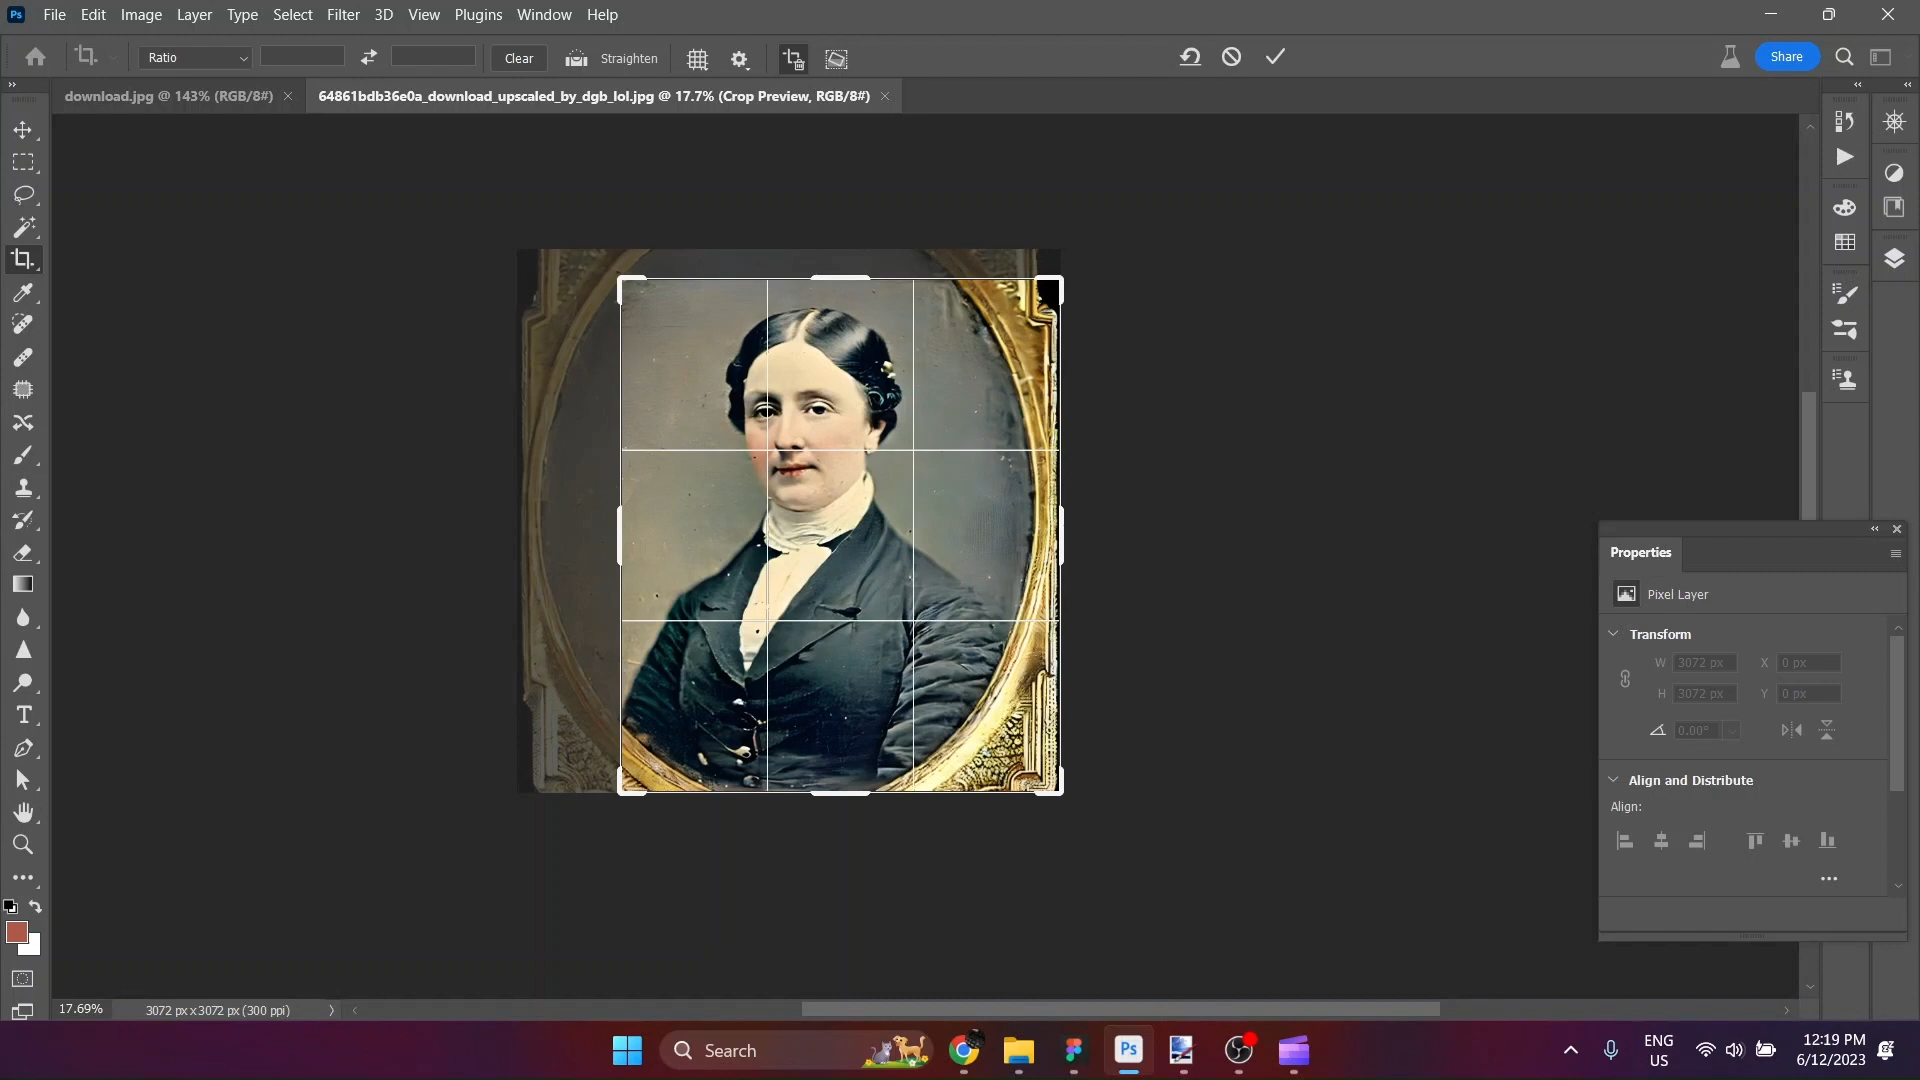 Ps File Edit Image Layer Type Select Filter 3D View Plugins Window Help
Ratio Clear Straighten Share
download.jpg @ 143% (RGB/8#) 64861bdb36e0a_download_upscaled_by_dgb_lol.jpg @ 17.7% (Crop Preview, RGB/8#)
Properties
Pixel Layer
Transform
W 3072 px X 0 px
H 3072 px Y 0 px
0.00°
Align and Distribute
Align:
17.69% 3072 px x 3072 px (300 ppi)
Search Ps ENG US 12:19 PM
6/12/2023